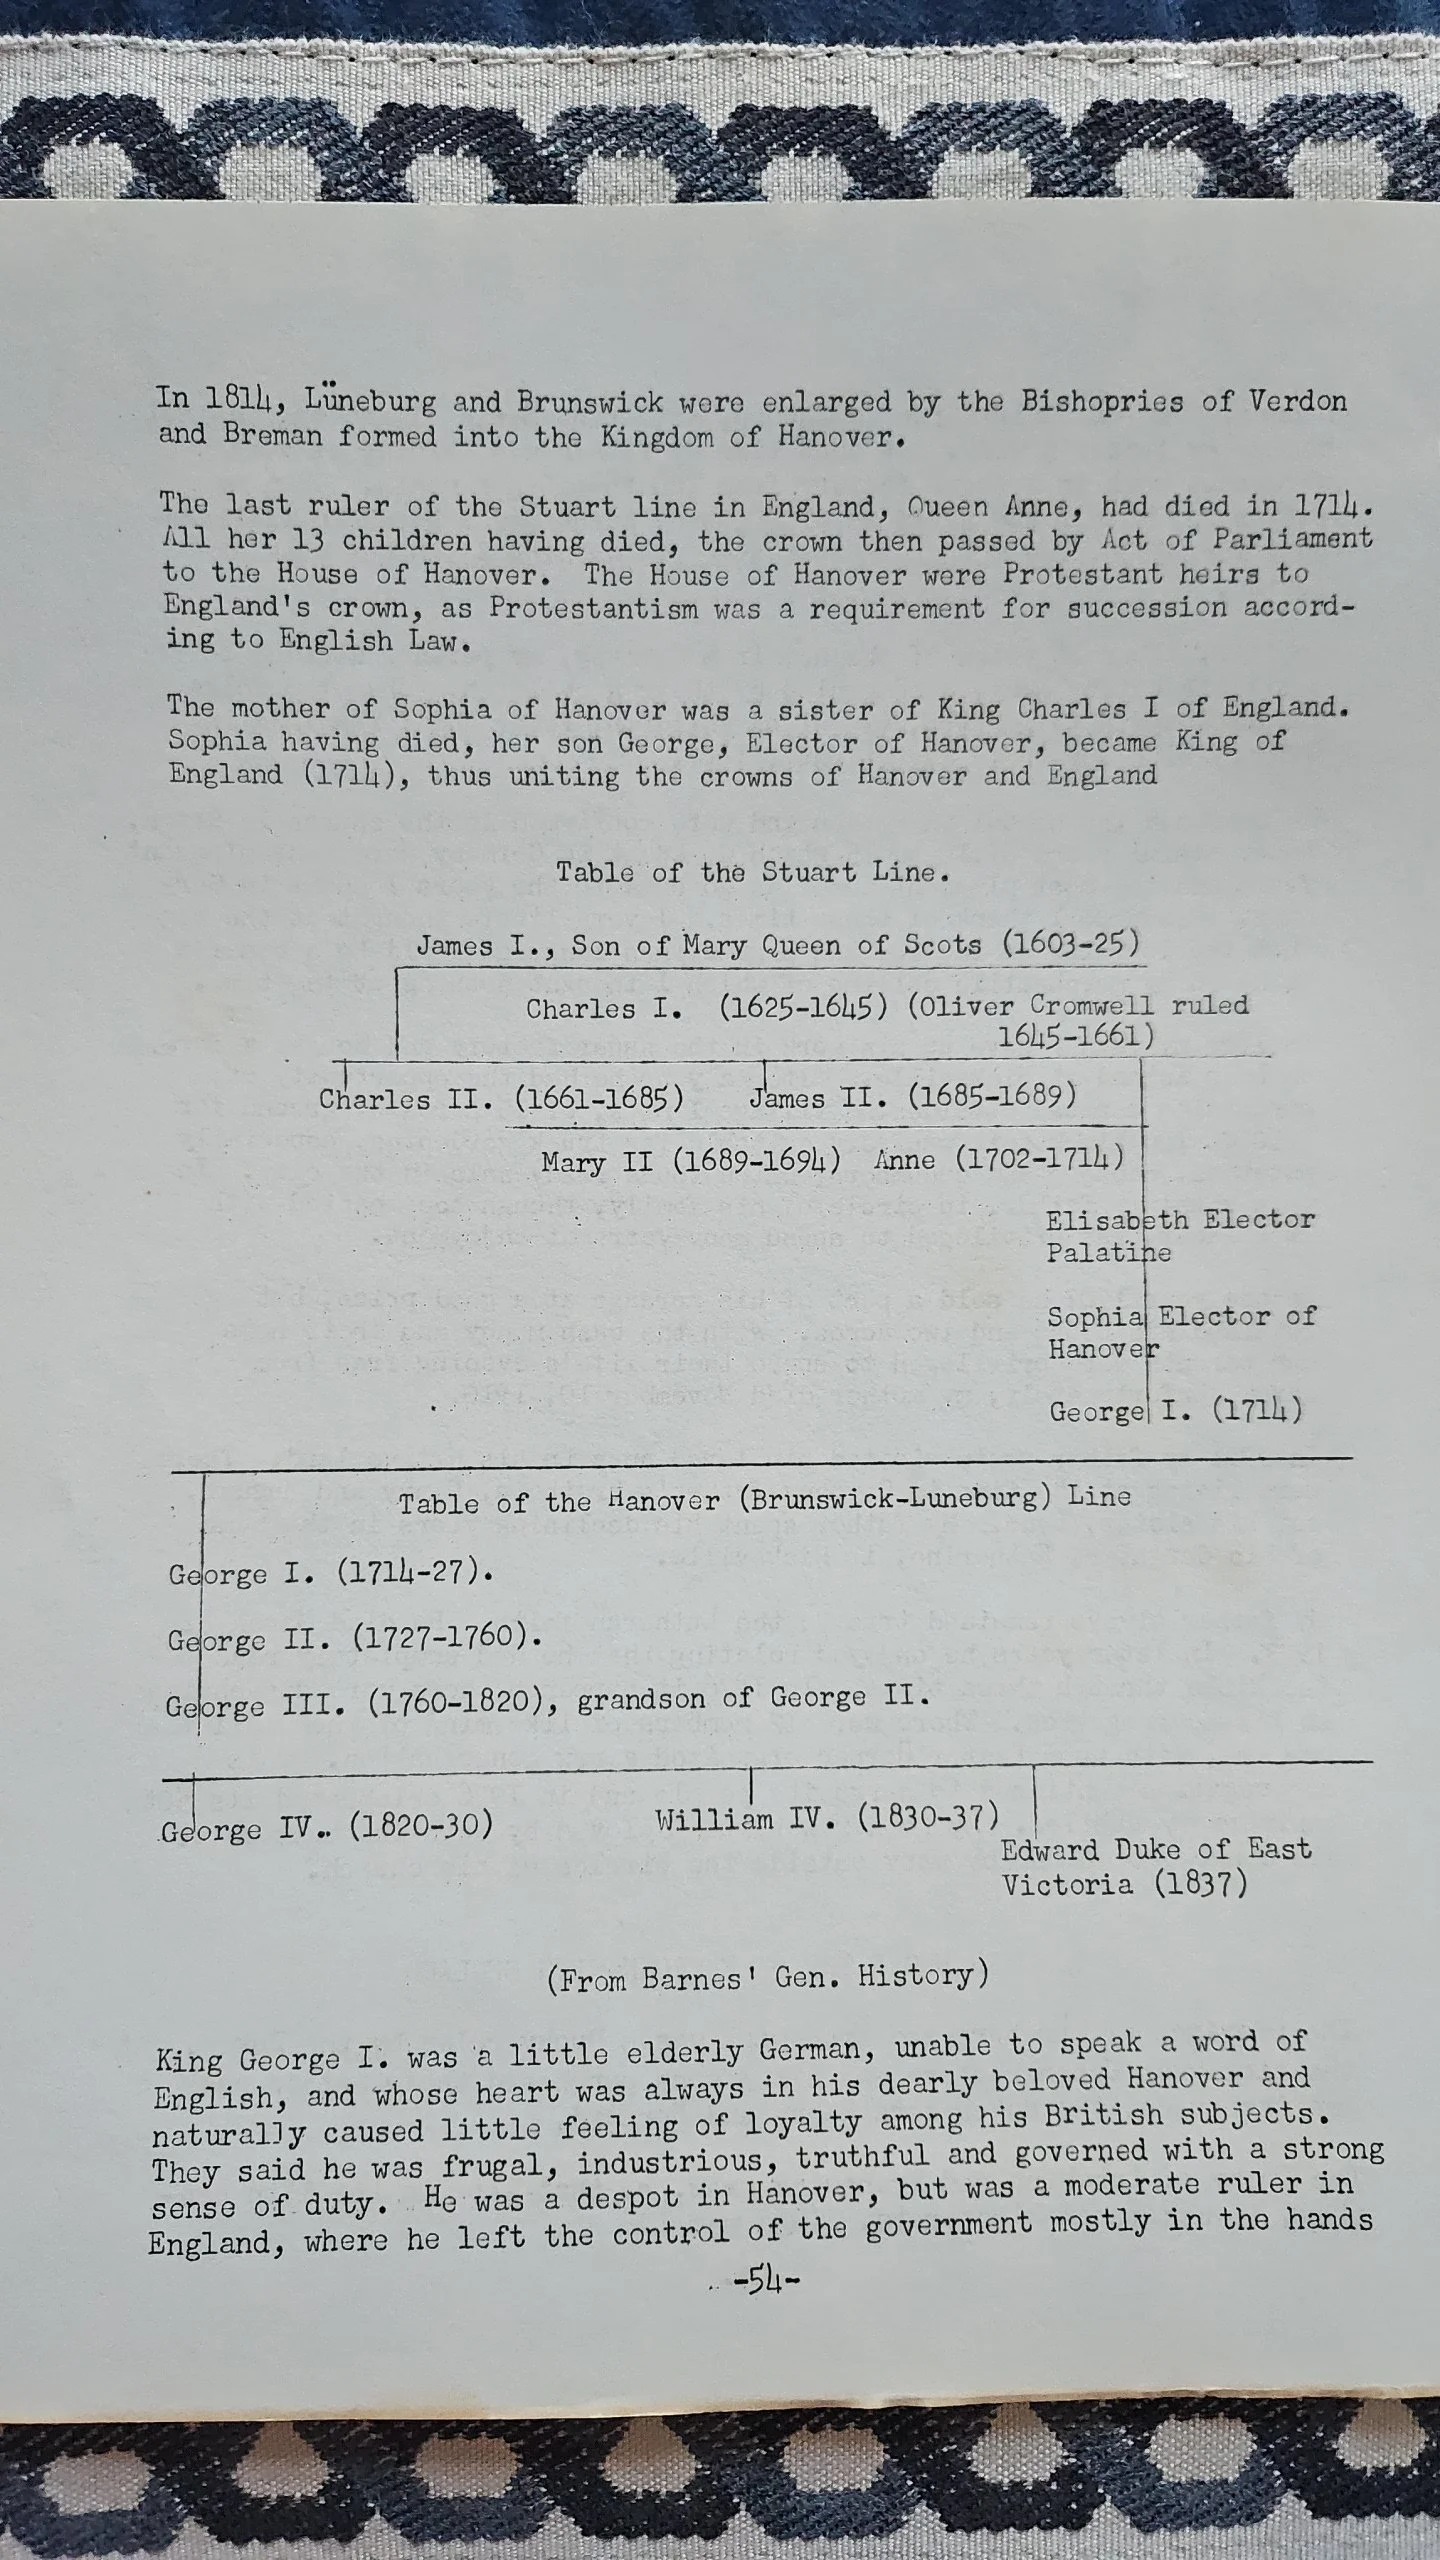 In 1814, Lüneburg and Brunswick were enlarged by the Bishopries of Verdon
and Breman formed into the Kingdom of Hanover.
The last ruler of the Stuart line in England, Queen Anne, had died in 1714.
All her 13 children having died, the crown then passed by Act of Parliament
to the House of Hanover. The House of Hanover were Protestant heirs to
England's crown, as Protestantism was a requirement for succession accord-
ing to English Law.
The mother of Sophia of Hanover was a sister of King Charles I of England.
Sophia having died, her son George, Elector of Hanover, became King of
England (1714), thus uniting the crowns of Hanover and England
Table of the Stuart Line.
James I., Son of Mary Queen of Scots (1603-25)
Charles I. (1625-1645) (Oliver Cromwell ruled
1645-1661)
Charles II. (1661-1685) James II. (1685-1689)
Mary II (1689-1694) Anne (1702-1714)
Elisabeth Elector
Palatine
Sophia Elector of
Hanover
George I. (1714)
Table of the Hanover (Brunswick-Luneburg) Line
George I. (1714-27).
George II. (1727-1760).
George III. (1760-1820), grandson of George II.
George IV.. (1820-30) William IV. (1830-37)
Edward Duke of East
Victoria (1837)
(From Barnes' Gen. History)
King George I. was a little elderly German, unable to speak a word of
English, and whose heart was always in his dearly beloved Hanover and
naturally caused little feeling of loyalty among his British subjects.
They said he was frugal, industrious, truthful and governed with a strong
sense of duty. He was a despot in Hanover, but was a moderate ruler in
England, where he left the control of the government mostly in the hands
-54-